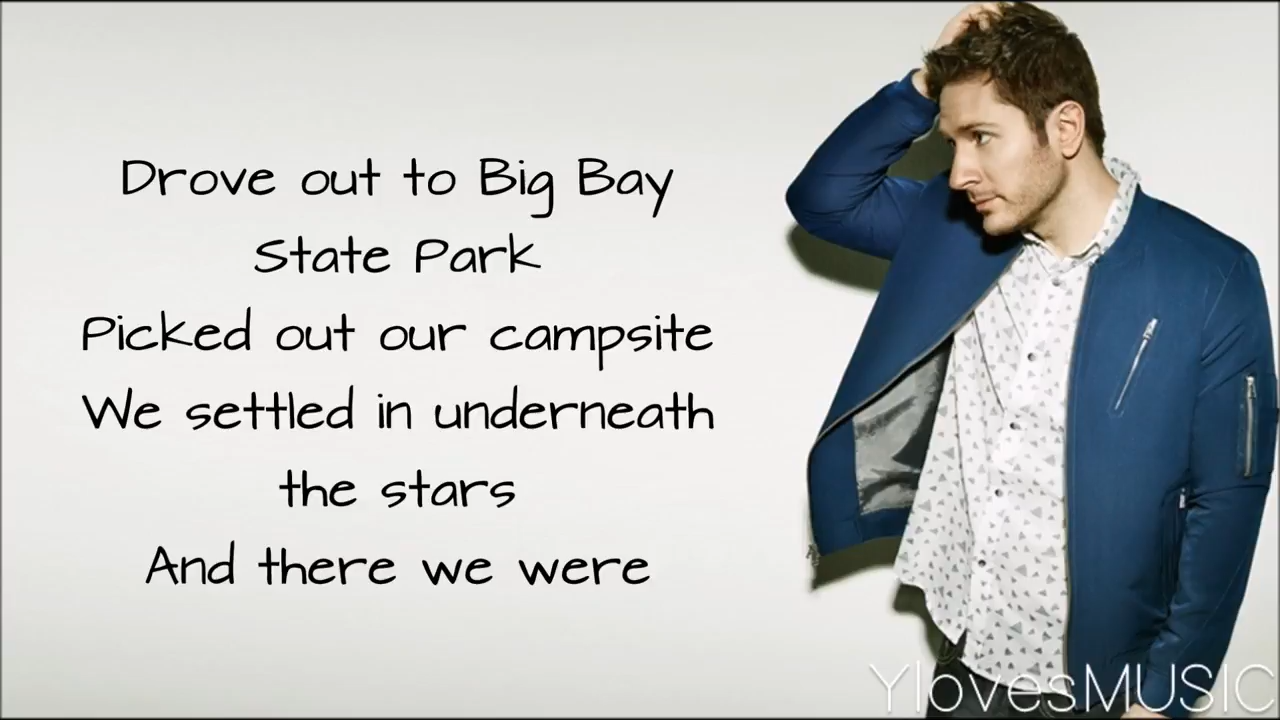 Drove out to Big Bay
State Park
Picked out our campsite
We settled in underneath
the stars
And there we were
YlovesMUSIC